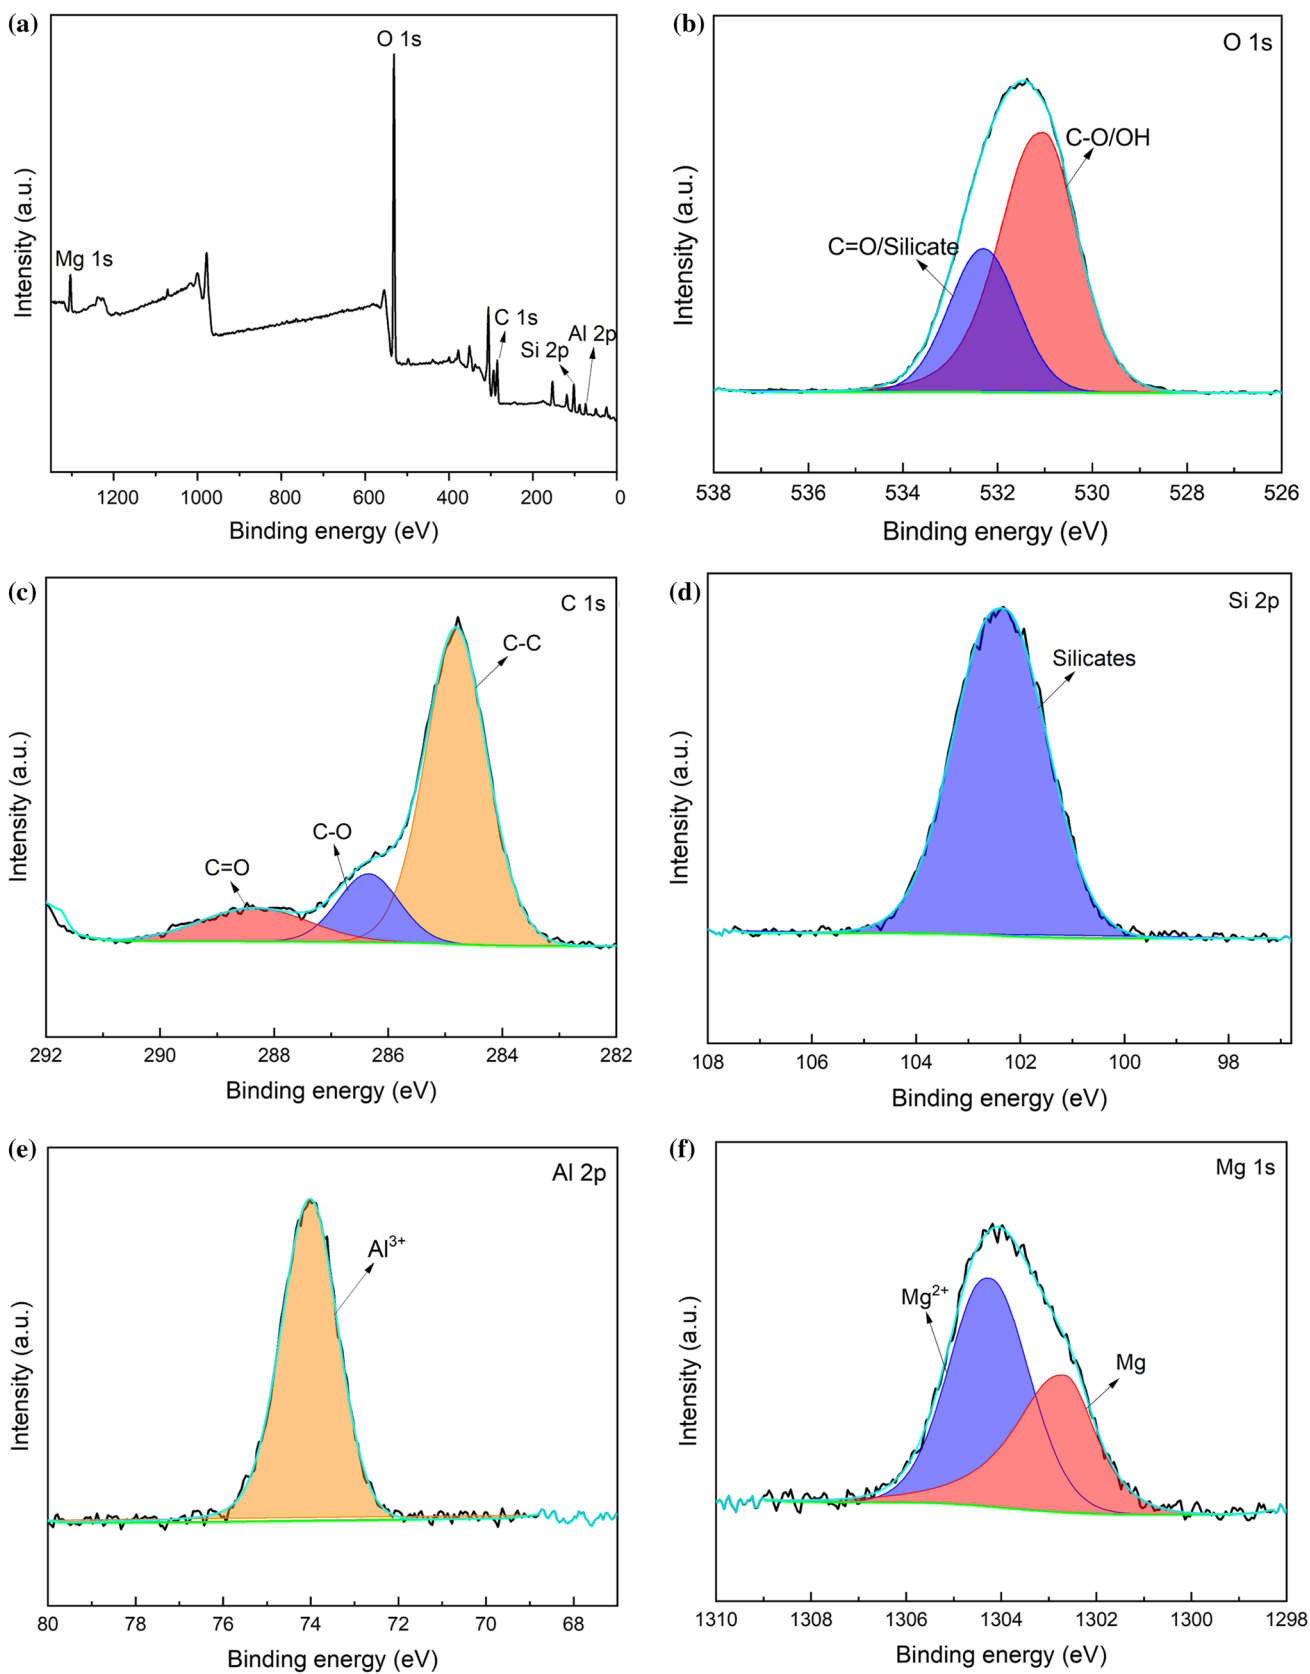 (a)
O 1s
Mg 1s
C 1s
Si 2p
Al 2p
Intensity (a.u.)
1200 1000 800 600 400 200 0
Binding energy (eV)
(b)
O 1s
C-O/OH
C=O/Silicate
Intensity (a.u.)
538 536 534 532 530 528 526
Binding energy (eV)
(c)
C 1s
C-C
C-O
C=O
Intensity (a.u.)
292 290 288 286 284 282
Binding energy (eV)
(d)
Si 2p
Silicates
Intensity (a.u.)
108 106 104 102 100 98
Binding energy (eV)
(e)
Al 2p
Al³⁺
Intensity (a.u.)
80 78 76 74 72 70 68
Binding energy (eV)
(f)
Mg 1s
Mg²⁺
Mg
Intensity (a.u.)
1310 1308 1306 1304 1302 1300 1298
Binding energy (eV)